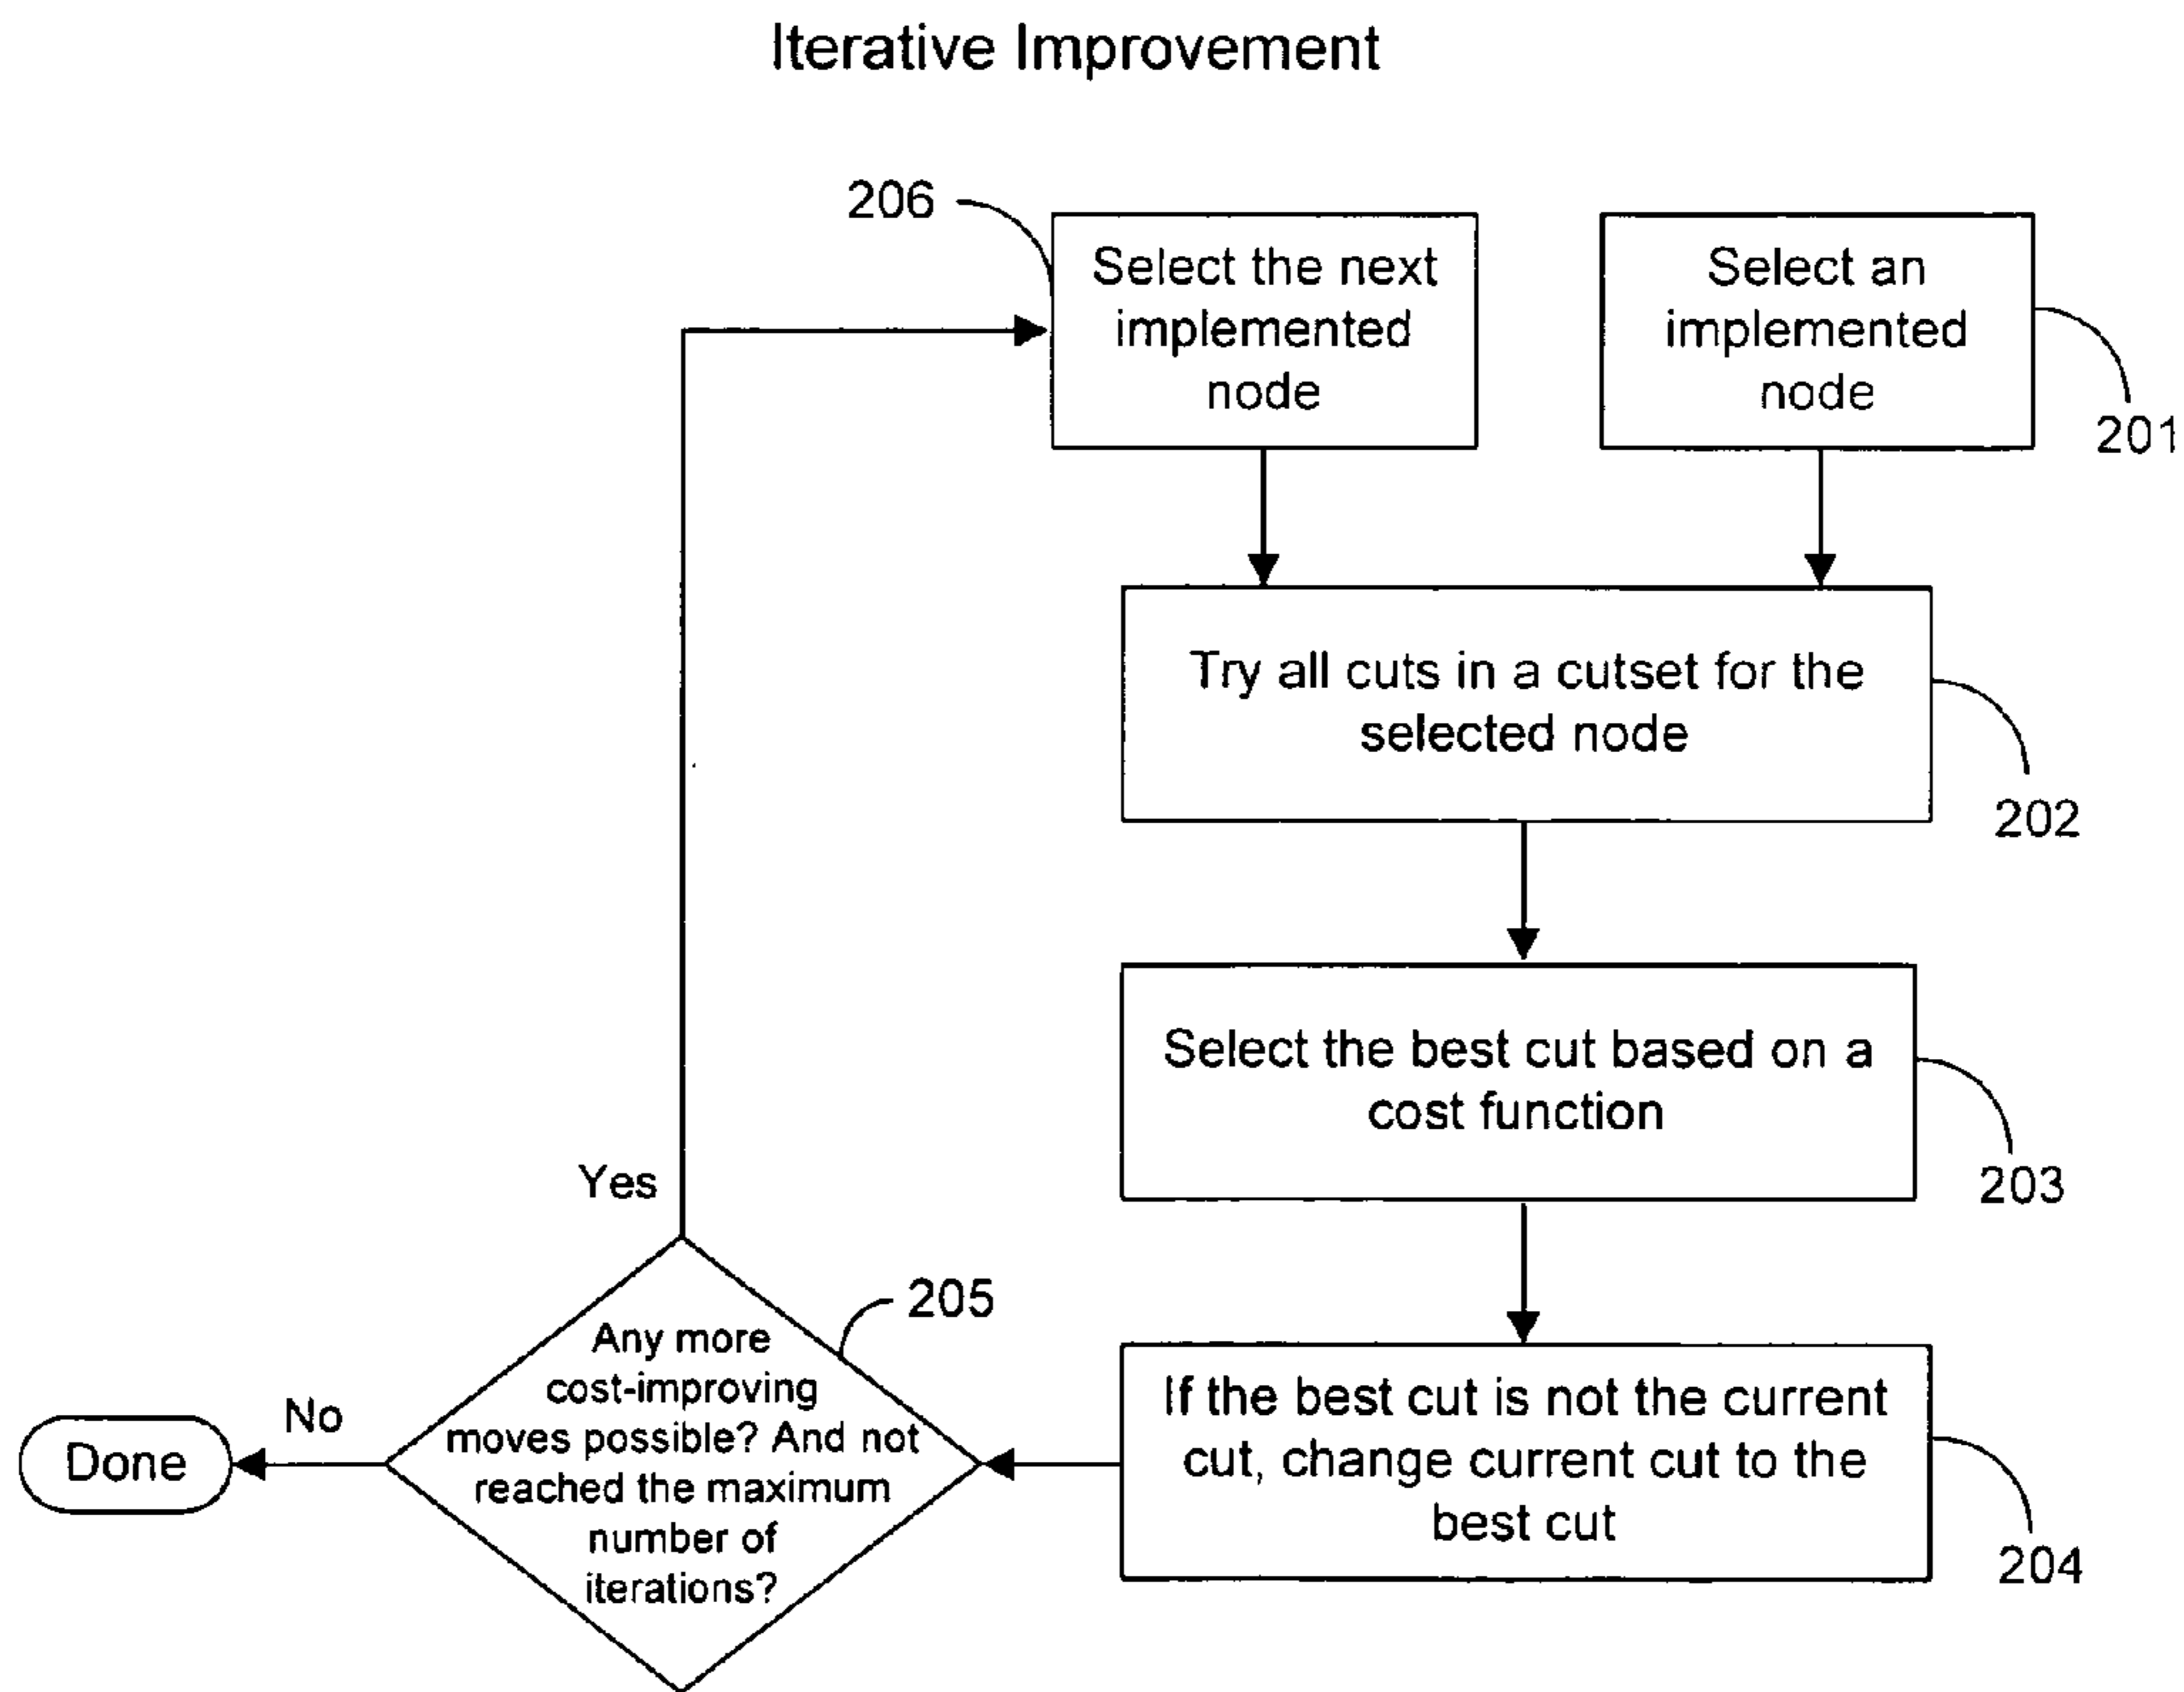 Iterative Improvement
206
Select the next
implemented
node
Select an
implemented
node
201
Try all cuts in a cutset for the
selected node
202
Select the best cut based on a
cost function
203
Yes
205
Any more
cost-improving
moves possible? And not
reached the maximum
number of
iterations?
If the best cut is not the current
cut, change current cut to the
best cut
204
No
Done